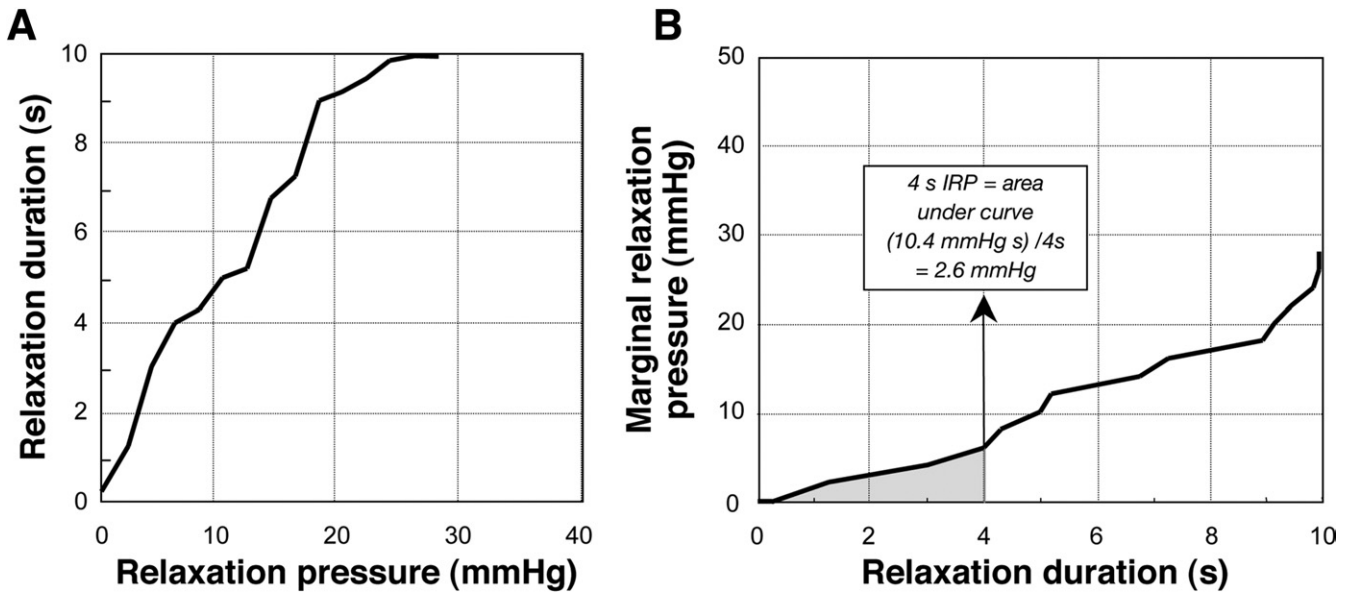 A
10
8
6
4
2
0
0 10 20 30 40
Relaxation duration (s)
Relaxation pressure (mmHg)
B
50
40
30
20
10
0
0 2 4 6 8 10
Marginal relaxation
pressure (mmHg)
4 s IRP = area
under curve
(10.4 mmHg s) /4s
= 2.6 mmHg
Relaxation duration (s)